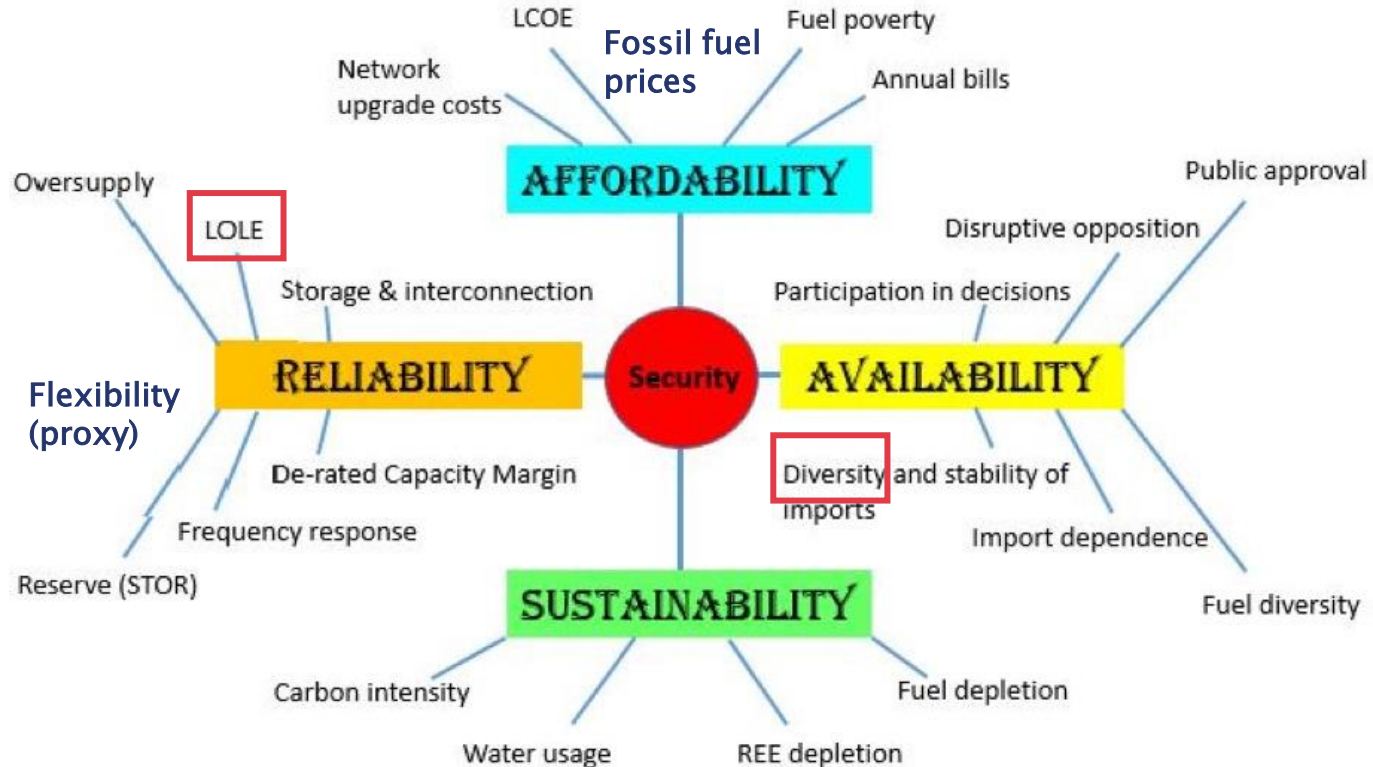 LCOE
Fossil fuel
prices
Fuel poverty
Network
upgrade costs
Annual bills
AFFORDABILITY
Oversupply
LOLE
Storage & interconnection
Public approval
Disruptive opposition
Participation in decisions
RELIABILITY
Security
AVAILABILITY
Flexibility
(proxy)
De-rated Capacity Margin
Frequency response
Reserve (STOR)
Diversity and stability of
imports
Import dependence
Fuel diversity
SUSTAINABILITY
Carbon intensity
Water usage
REE depletion
Fuel depletion